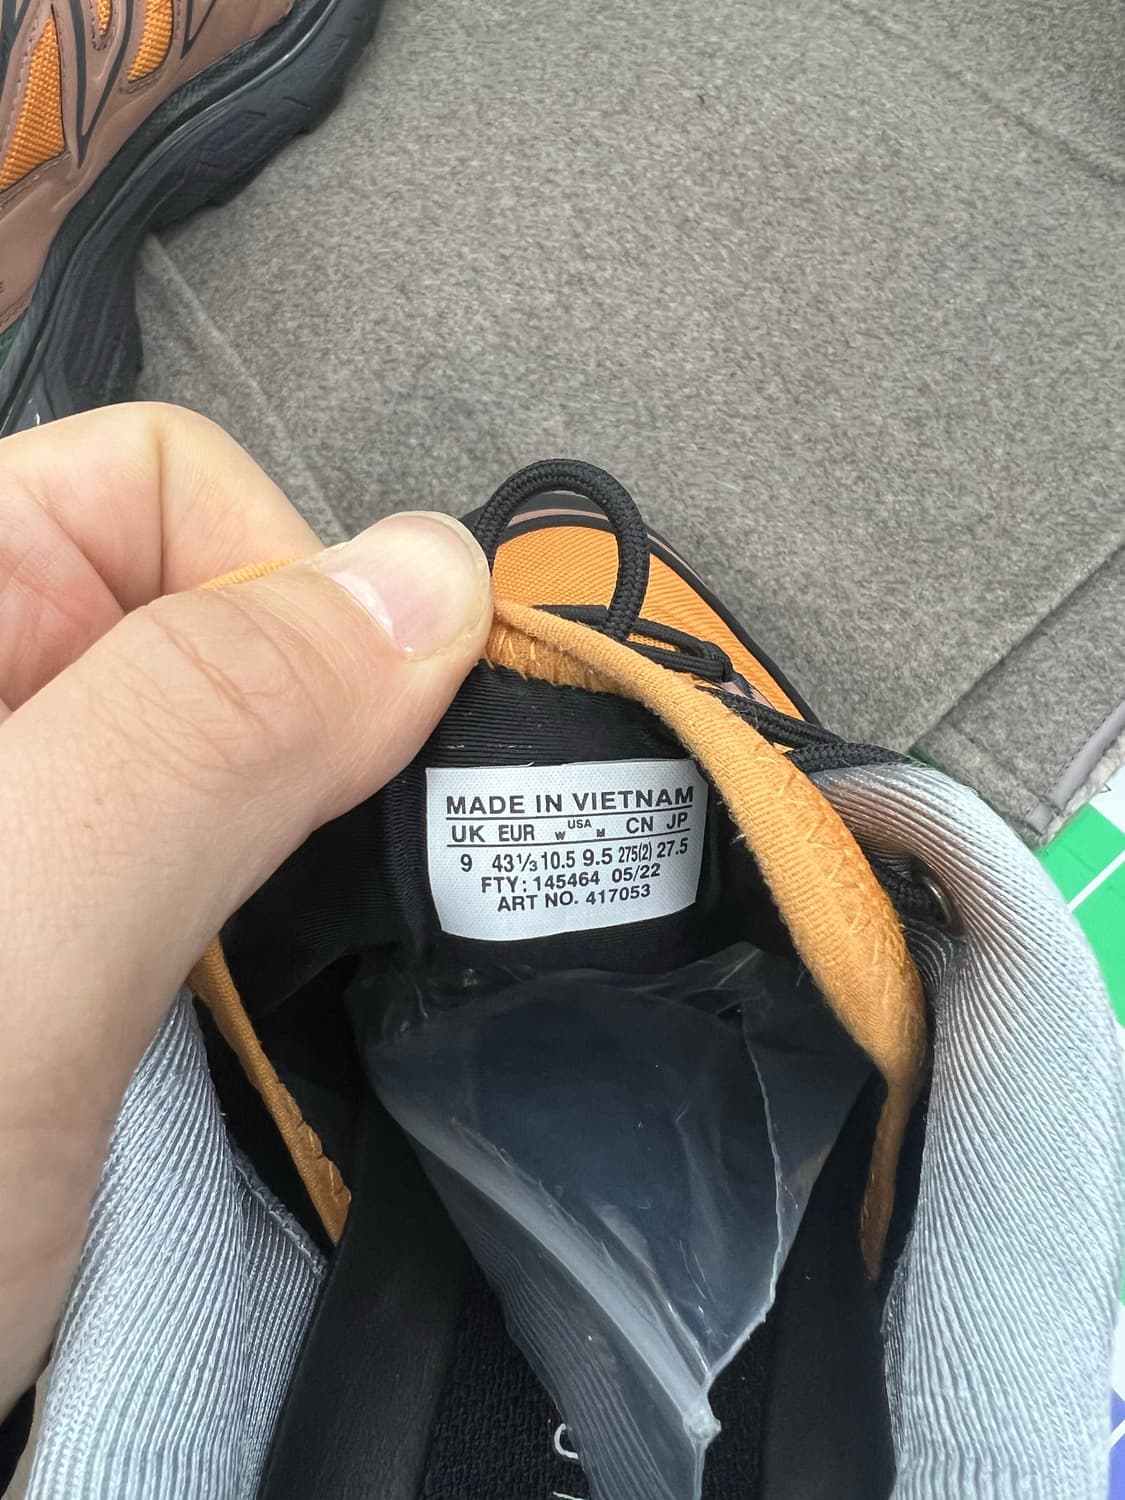 MADE IN VIETNAM
UK EUR W USA M CN JP
9 43⅓ 10.5 9.5 275(2) 27.5
FTY: 145464 05/22
ART NO. 417053